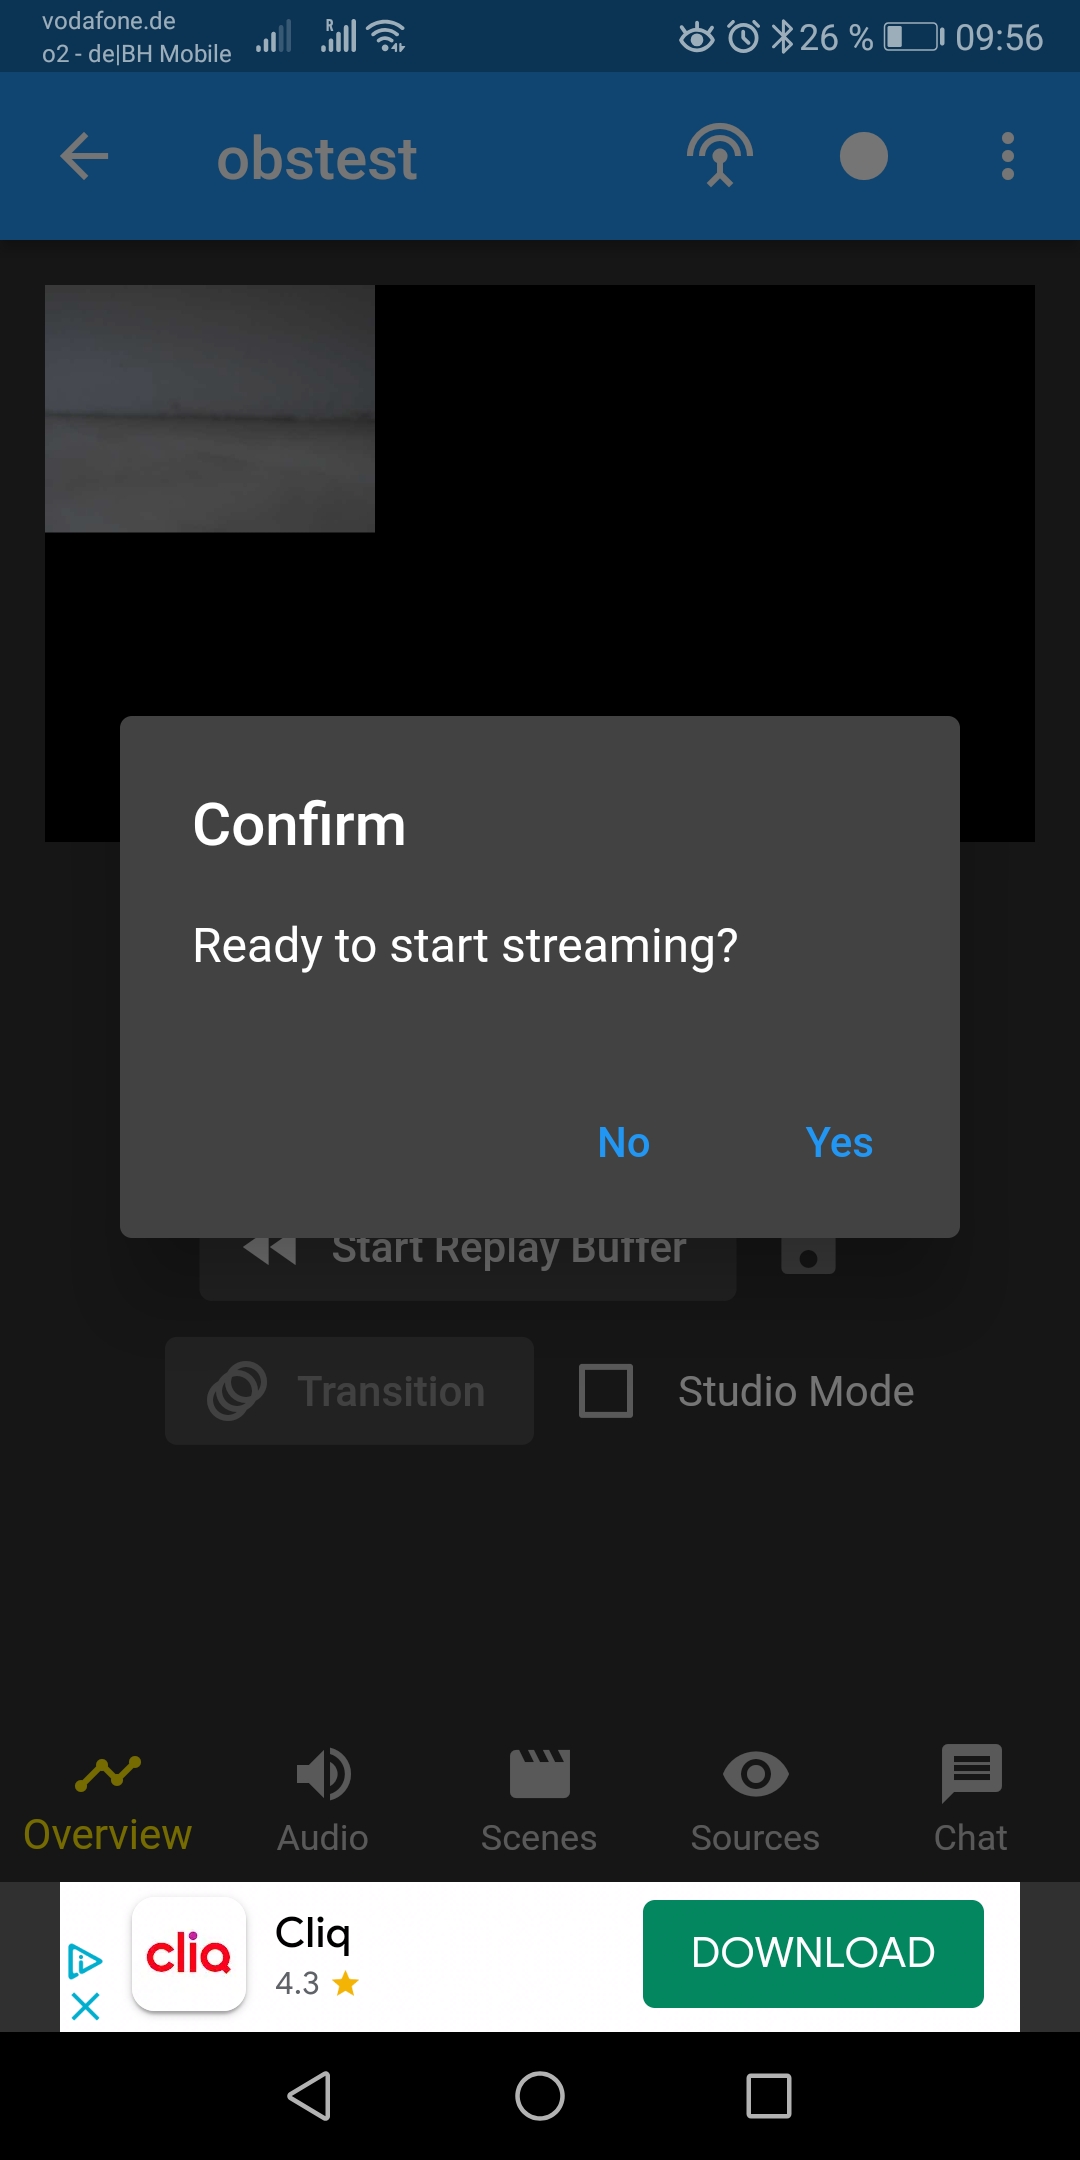 vodafone.de
o2 - de|BH Mobile
R
26 %
09:56
obstest
Confirm
Ready to start streaming?
No
Yes
Start Replay Buffer
Transition
Studio Mode
Overview
Audio
Scenes
Sources
Chat
cliq
Cliq
4.3
DOWNLOAD